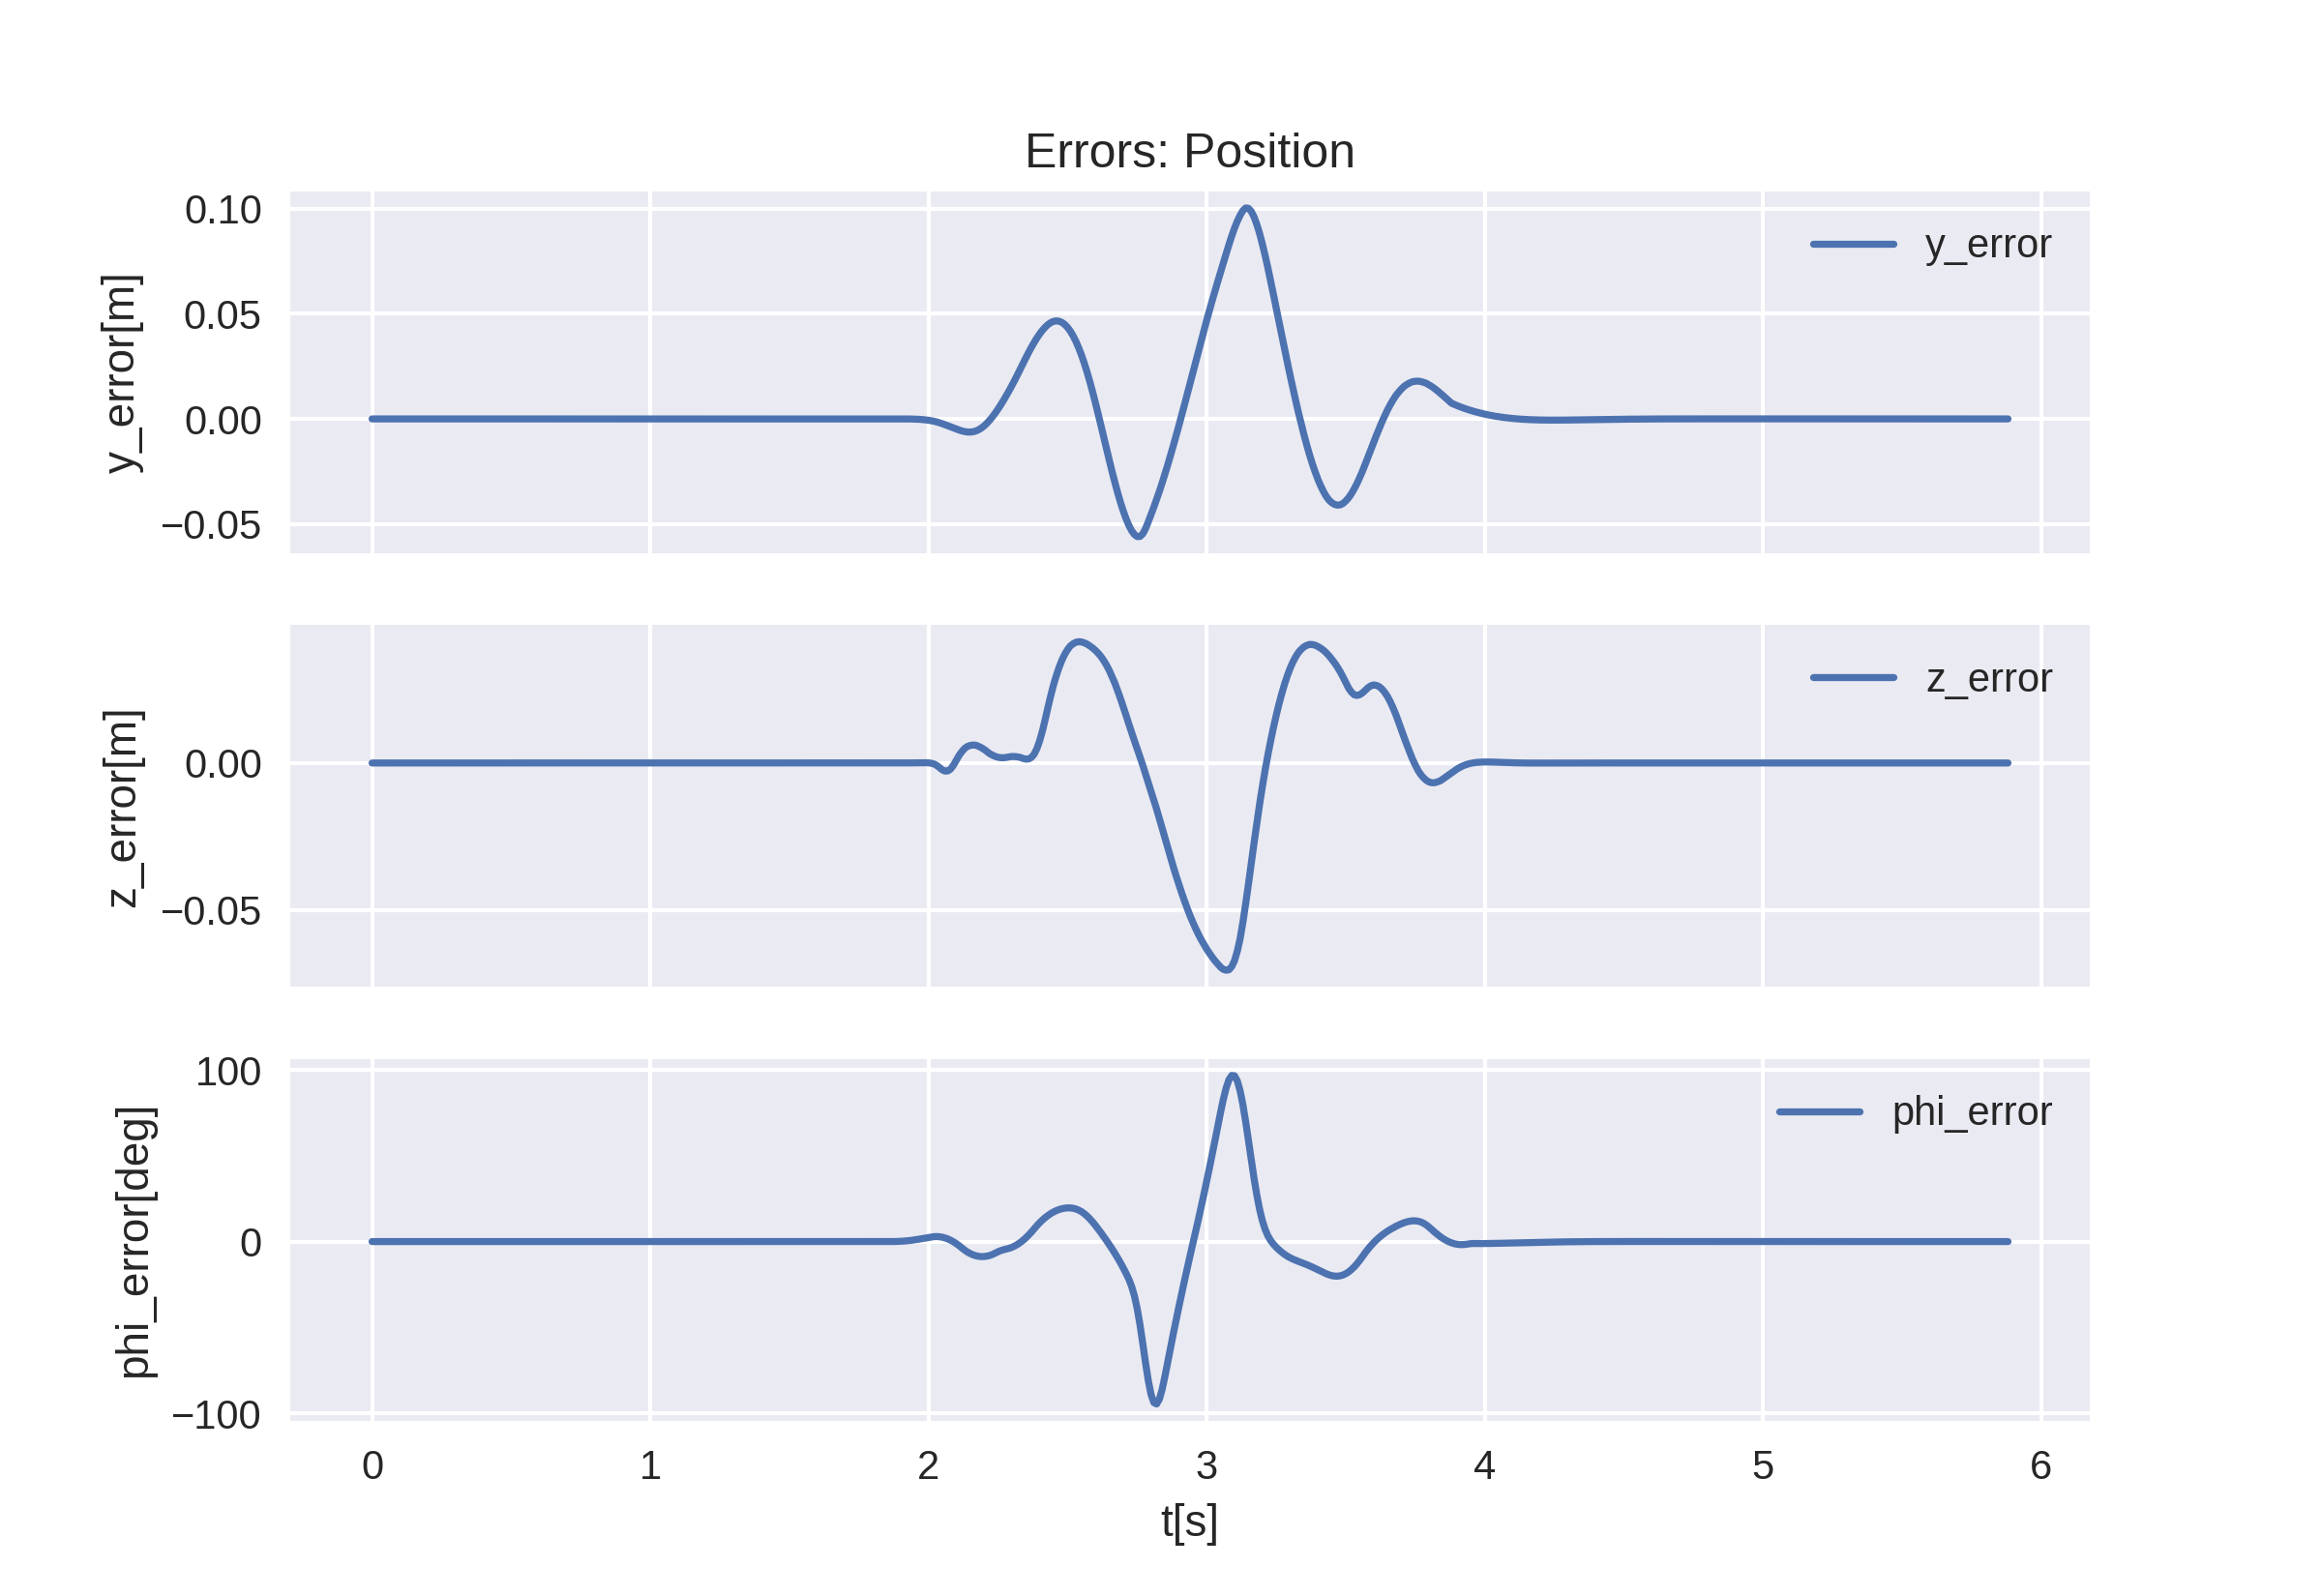 Errors: Position
0.10
0.05
0.00
−0.05
y_error[m]
y_error
0.00
−0.05
z_error[m]
z_error
100
0
−100
phi_error[deg]
phi_error
0 1 2 3 4 5 6
t[s]